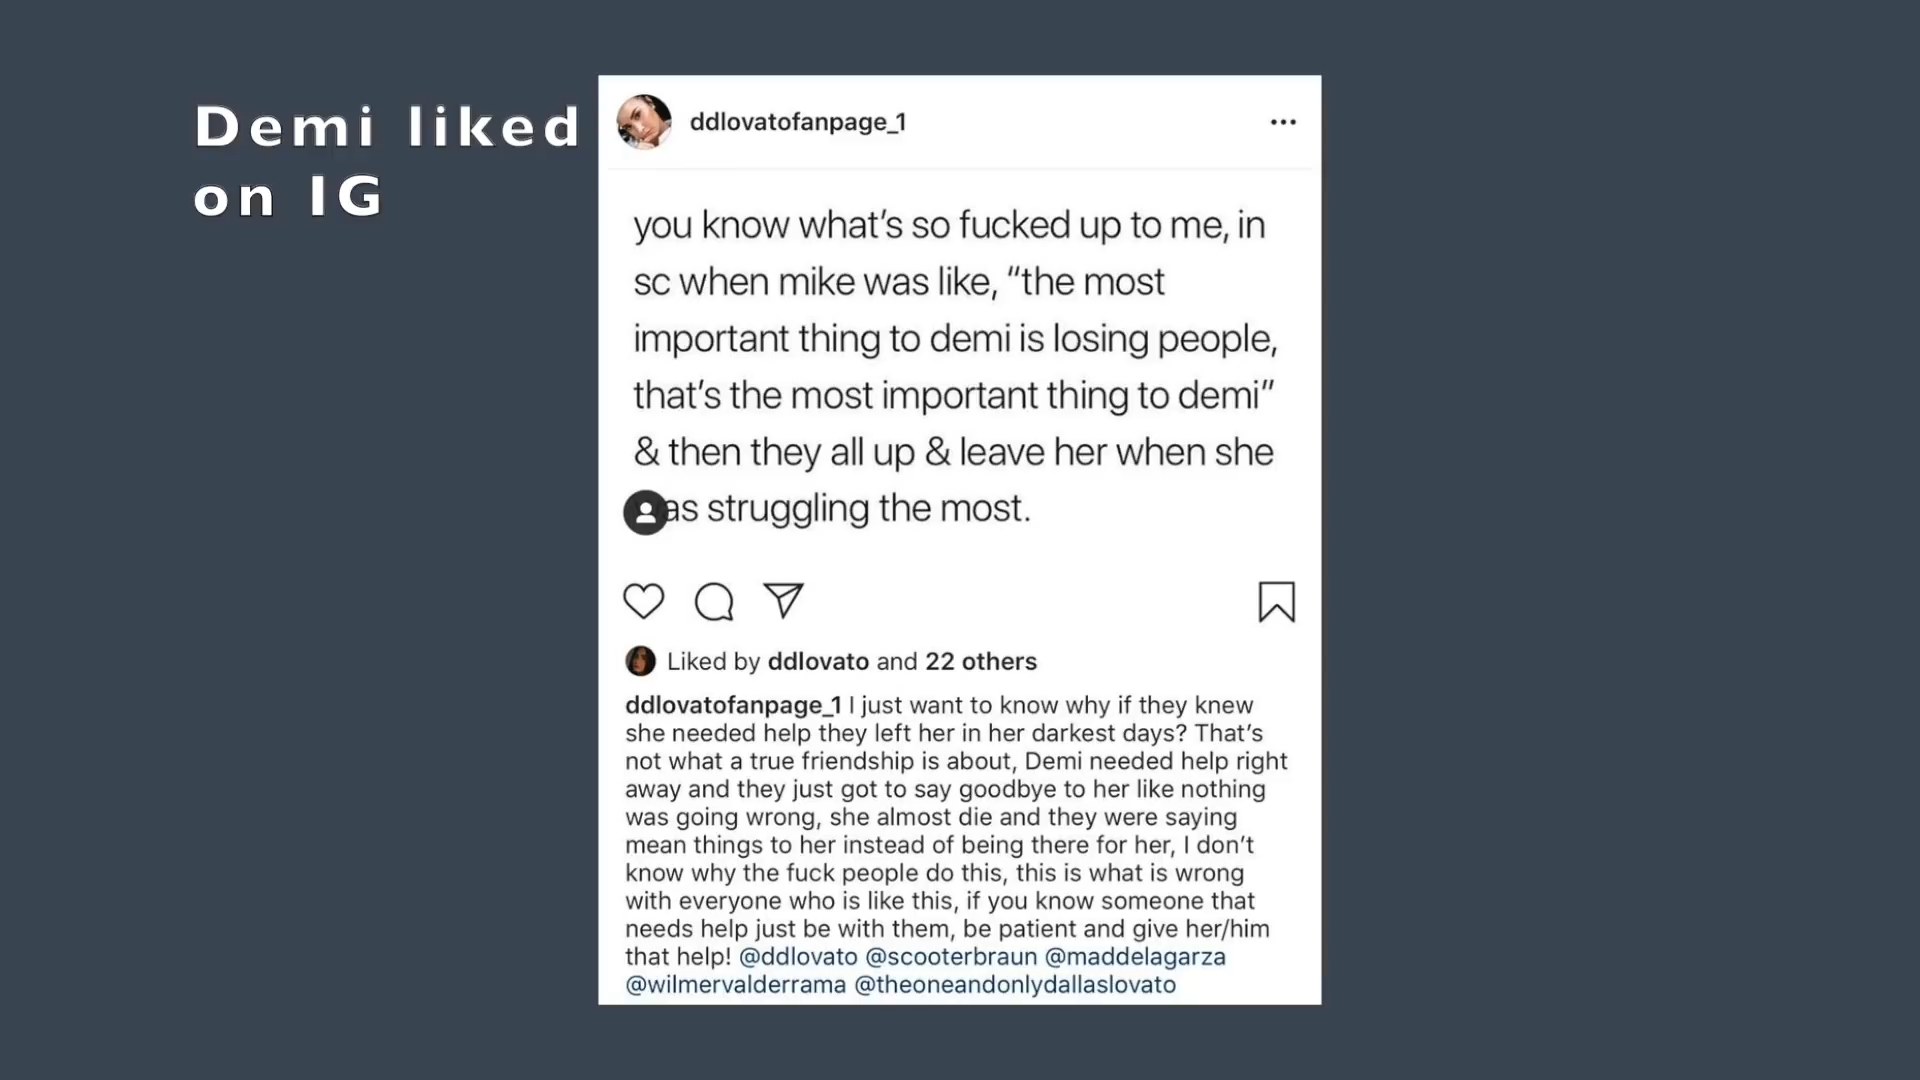 Demi liked
on IG
ddlovatofanpage_1
you know what's so fucked up to me, in
sc when mike was like, "the most
important thing to demi is losing people,
that's the most important thing to demi"
& then they all up & leave her when she
as struggling the most.
Liked by ddlovato and 22 others
ddlovatofanpage_1 I just want to know why if they knew
she needed help they left her in her darkest days? That's
not what a true friendship is about, Demi needed help right
away and they just got to say goodbye to her like nothing
was going wrong, she almost die and they were saying
mean things to her instead of being there for her, I don't
know why the fuck people do this, this is what is wrong
with everyone who is like this, if you know someone that
needs help just be with them, be patient and give her/him
that help! @ddlovato @scooterbraun @maddelagarza
@wilmervalderrama @theoneandonlydallaslovato